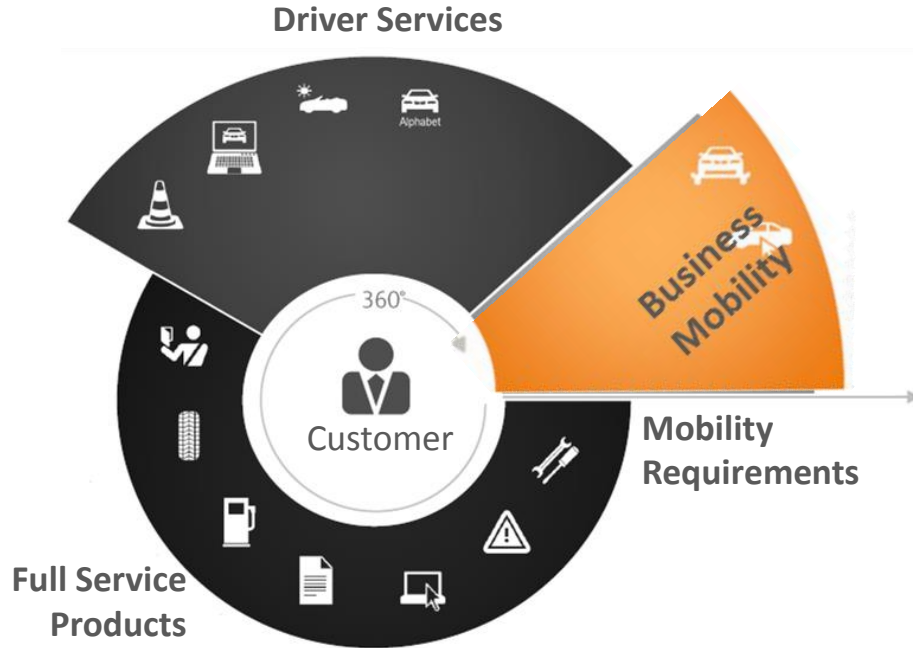 Driver Services
Alphabet
Business
Mobility
360°
Customer
Mobility
Requirements
Full Service
Products